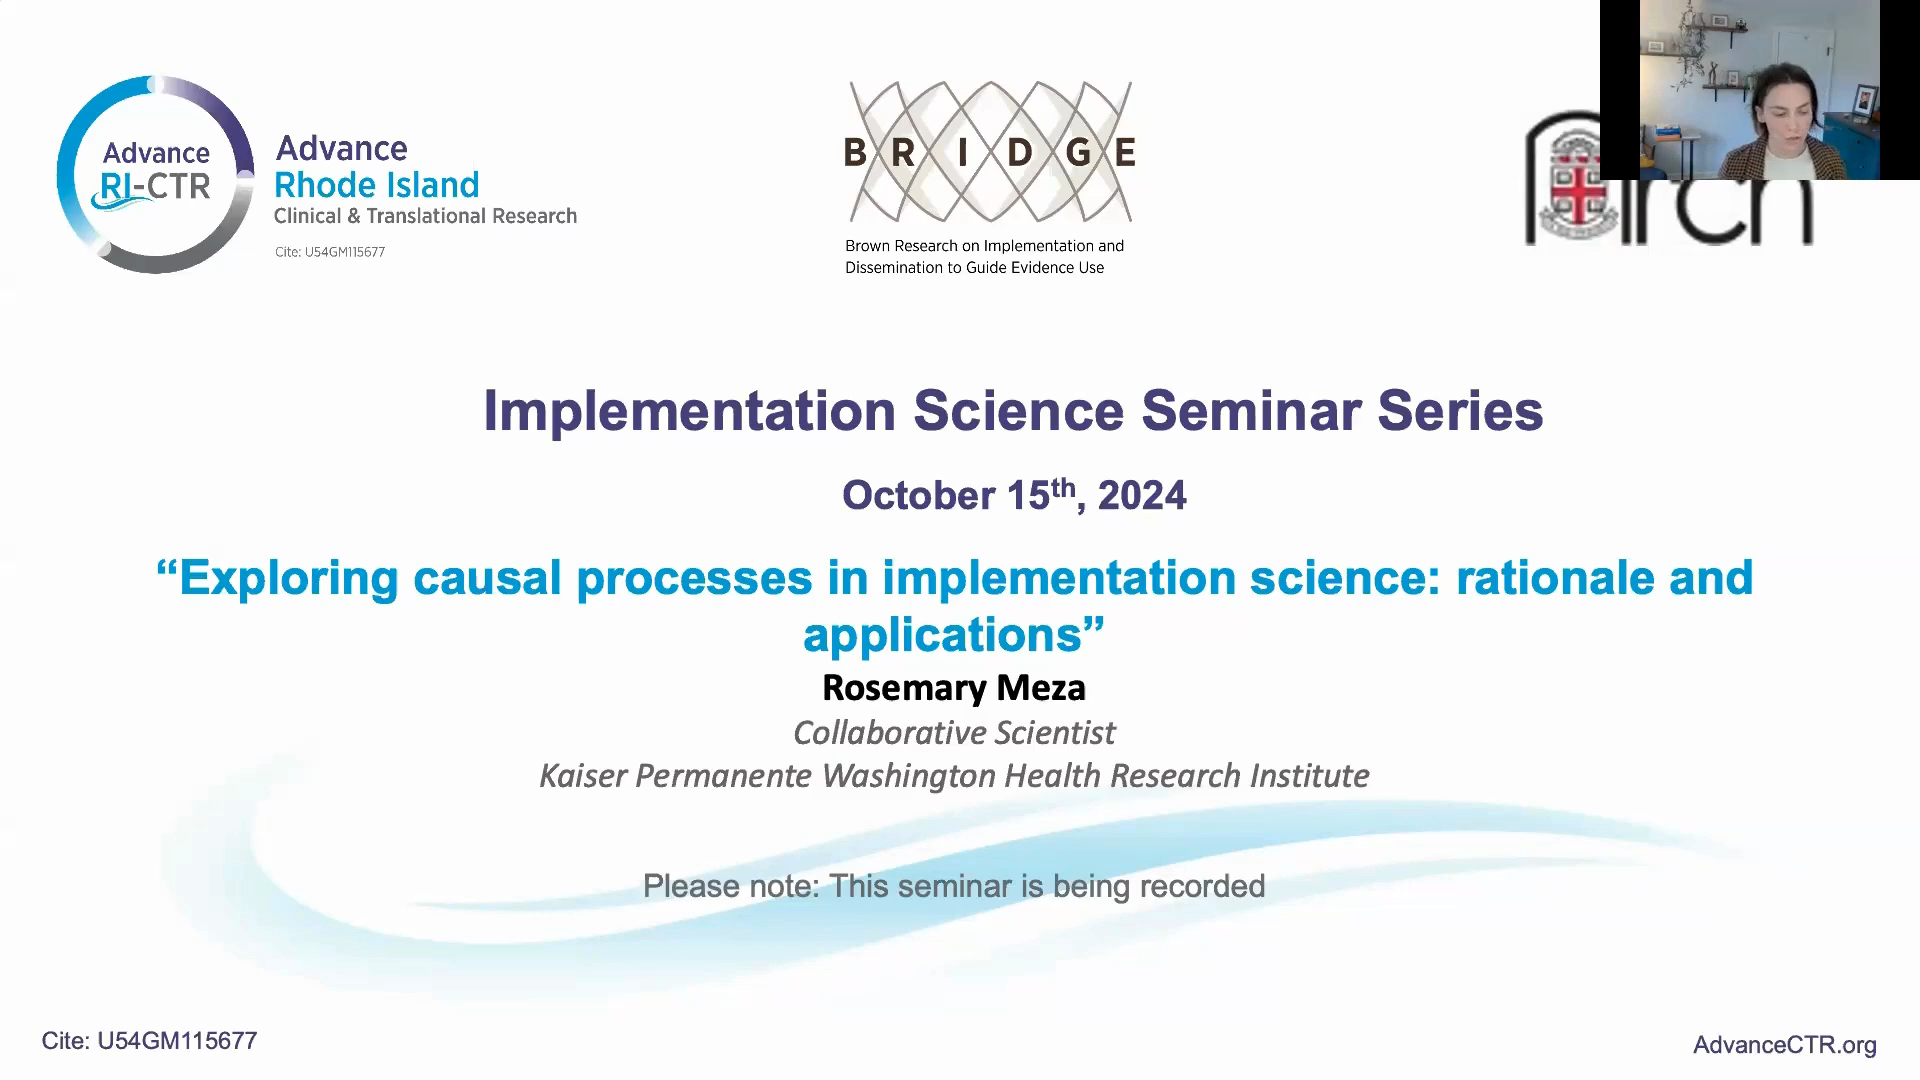 Advance
RI-CTR
Advance
Rhode Island
Clinical & Translational Research
Cite: U54GM115677
BRIDGE
Brown Research on Implementation and
Dissemination to Guide Evidence Use
Implementation Science Seminar Series
October 15th, 2024
“Exploring causal processes in implementation science: rationale and
applications”
Rosemary Meza
Collaborative Scientist
Kaiser Permanente Washington Health Research Institute
Please note: This seminar is being recorded
Cite: U54GM115677
AdvanceCTR.org